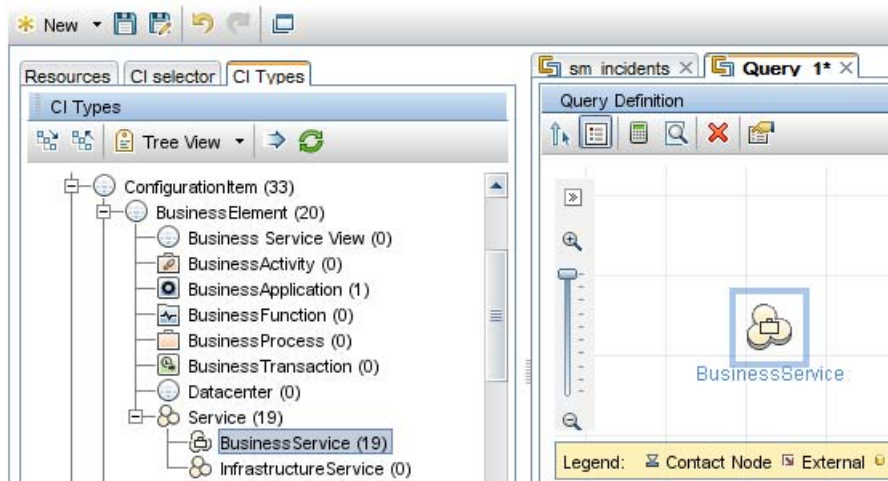 New
Resources CI selector CI Types
CI Types
Tree View
ConfigurationItem (33)
BusinessElement (20)
Business Service View (0)
BusinessActivity (0)
BusinessApplication (1)
BusinessFunction (0)
BusinessProcess (0)
BusinessTransaction (0)
Datacenter (0)
Service (19)
BusinessService (19)
InfrastructureService (0)
sm incidents Query 1*
Query Definition
BusinessService
Legend: Contact Node External